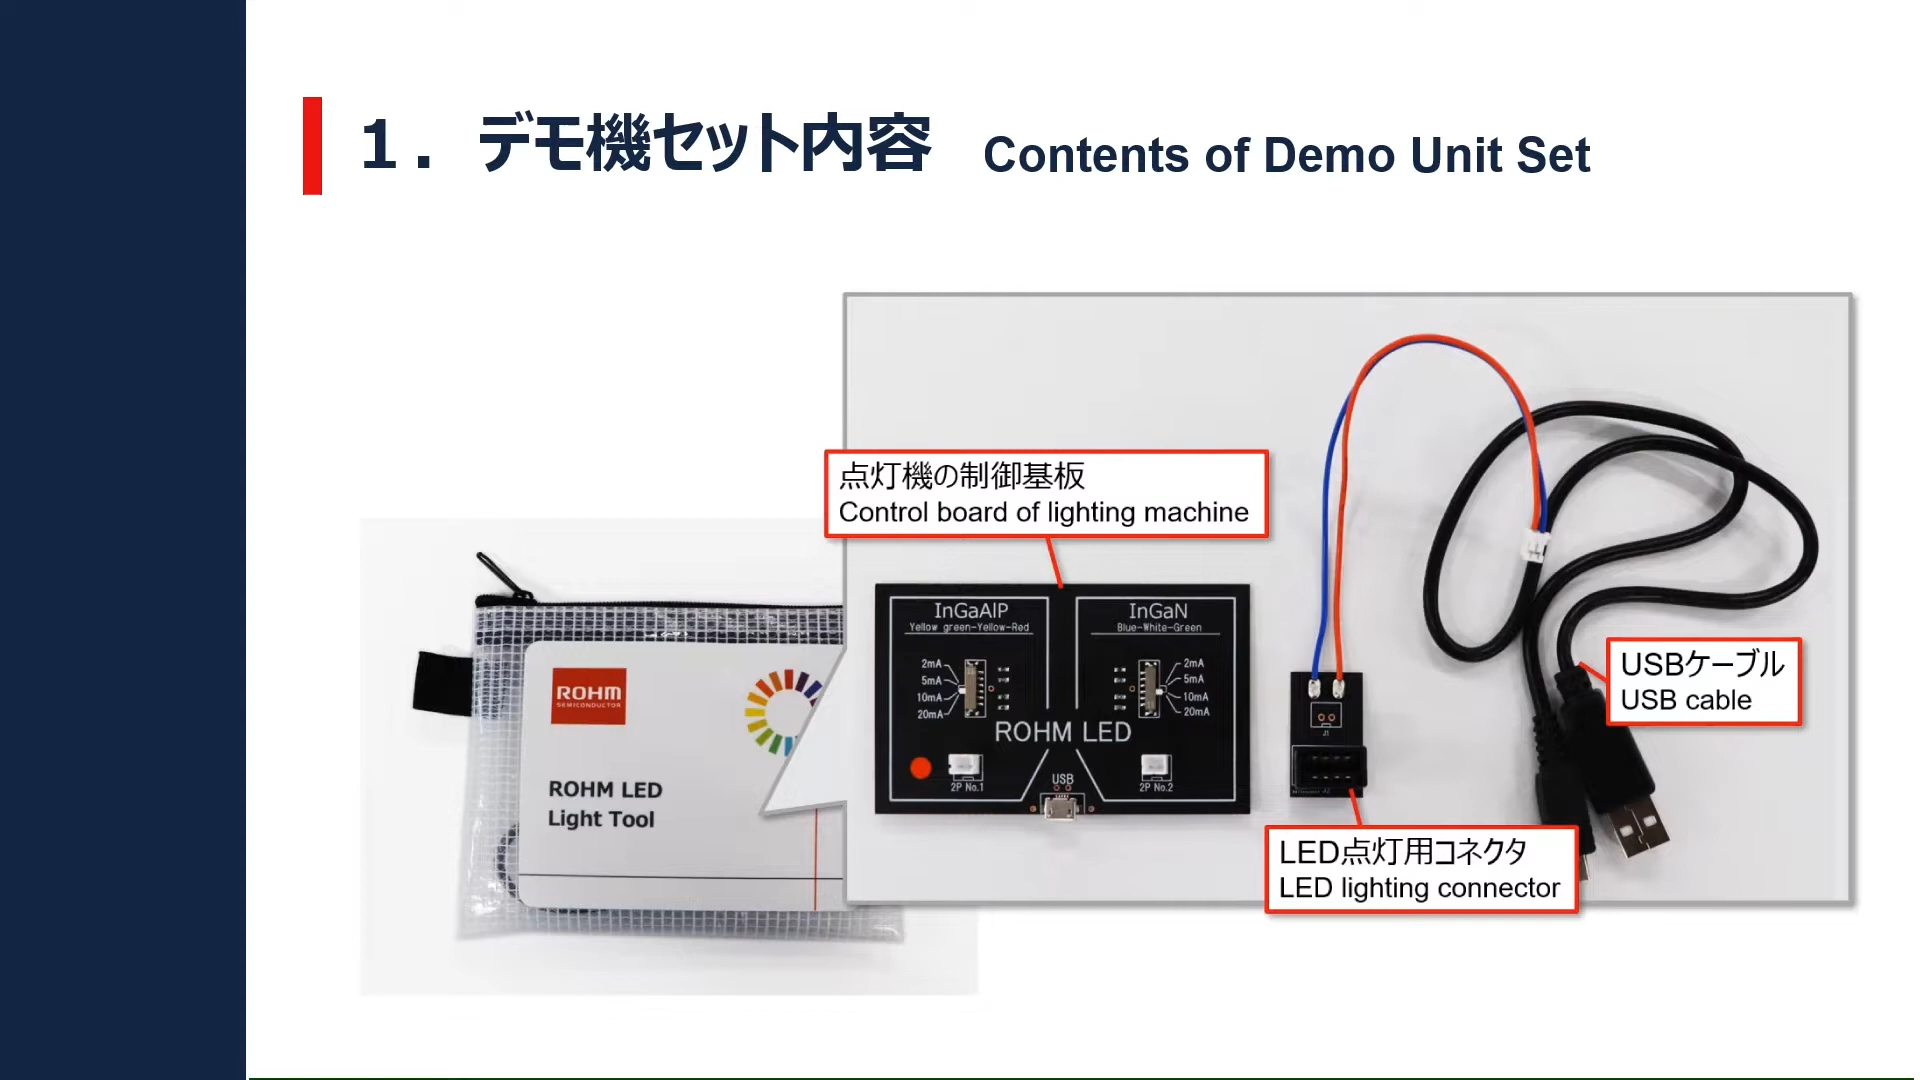 1．デモ機セット内容 Contents of Demo Unit Set
点灯機の制御基板
Control board of lighting machine
InGaAlP
Yellow green-Yellow-Red
2mA
5mA
10mA
20mA
InGaN
Blue-White-Green
2mA
5mA
10mA
20mA
ROHM LED
2P No.1
USB
2P No.2
J1
USBケーブル
USB cable
LED点灯用コネクタ
LED lighting connector
ROHM
SEMICONDUCTOR
ROHM LED
Light Tool